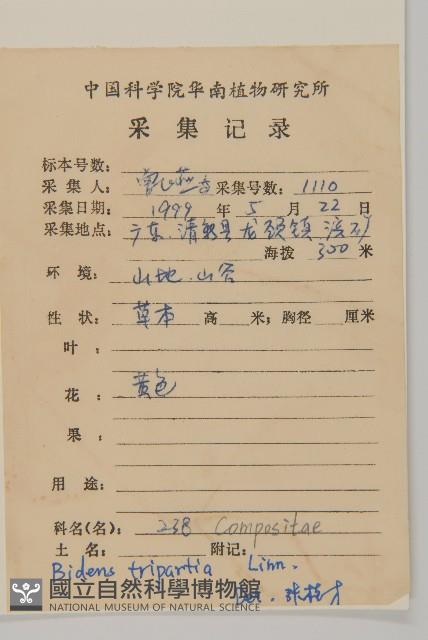 中国科学院华南植物研究所
采集记录
标本号数:
采集人: 采集号数: 1110
采集日期: 1999 年 5 月 22 日
采集地点: 广东, 清新县 龙颈镇
海拨 300 米
环 境: 山地. 山谷
性 状: 草本 高 米; 胸径 厘米
叶 :
花 : 黄色
果 :
用 途:
科名(名): 238 Compositae
土 名: 附记:
Bidens tripartia Linn.
國立自然科學博物館
NATIONAL MUSEUM OF NATURAL SCIENCE